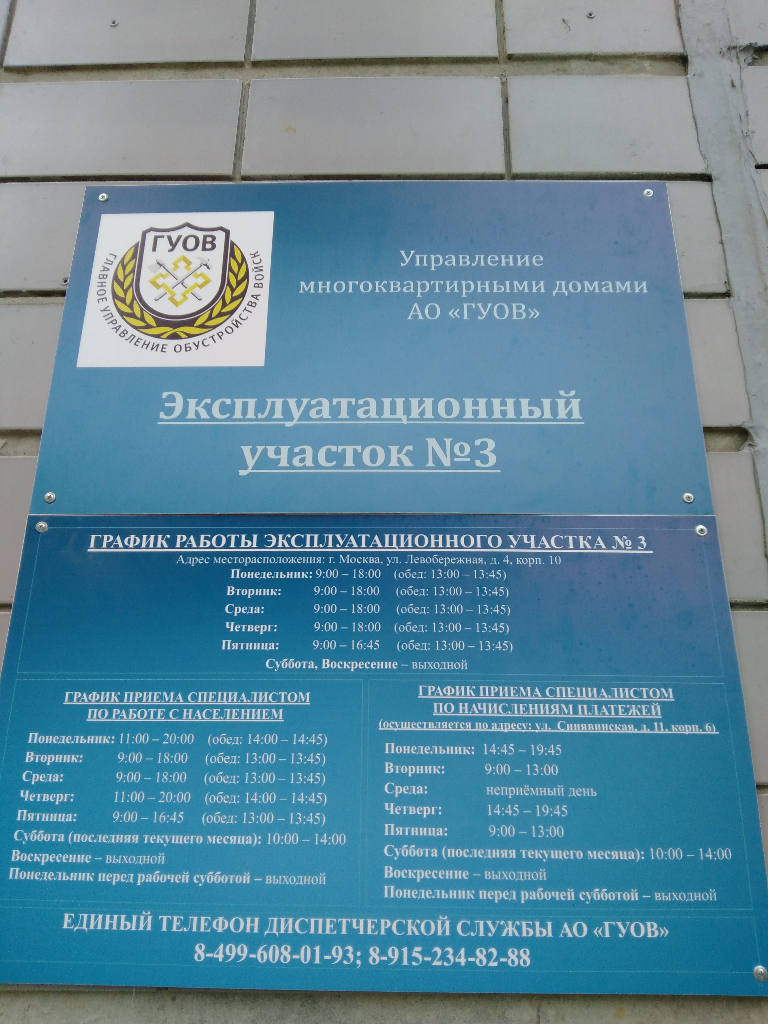 ГУОВ
ГЛАВНОЕ УПРАВЛЕНИЕ ОБУСТРОЙСТВА ВОЙСК
Управление
многоквартирными домами
АО «ГУОВ»
Эксплуатационный
участок №3
ГРАФИК РАБОТЫ ЭКСПЛУАТАЦИОННОГО УЧАСТКА № 3
Адрес месторасположения: г. Москва, ул. Левобережная, д. 4, корп. 10
Понедельник: 9:00 – 18:00 (обед: 13:00 – 13:45)
Вторник: 9:00 – 18:00 (обед: 13:00 – 13:45)
Среда: 9:00 – 18:00 (обед: 13:00 – 13:45)
Четверг: 9:00 – 18:00 (обед: 13:00 – 13:45)
Пятница: 9:00 – 16:45 (обед: 13:00 – 13:45)
Суббота, Воскресение – выходной
ГРАФИК ПРИЕМА СПЕЦИАЛИСТОМ
ПО РАБОТЕ С НАСЕЛЕНИЕМ
Понедельник: 11:00 – 20:00 (обед: 14:00 – 14:45)
Вторник: 9:00 – 18:00 (обед: 13:00 – 13:45)
Среда: 9:00 – 18:00 (обед: 13:00 – 13:45)
Четверг: 11:00 – 20:00 (обед: 14:00 – 14:45)
Пятница: 9:00 – 16:45 (обед: 13:00 – 13:45)
Суббота (последняя текущего месяца): 10:00 – 14:00
Воскресение – выходной
Понедельник перед рабочей субботой – выходной
ГРАФИК ПРИЕМА СПЕЦИАЛИСТОМ
ПО НАЧИСЛЕНИЯМ ПЛАТЕЖЕЙ
(осуществляется по адресу: ул. Синявинская, д. 11, корп. 6)
Понедельник: 14:45 – 19:45
Вторник: 9:00 – 13:00
Среда: неприёмный день
Четверг: 14:45 – 19:45
Пятница: 9:00 – 13:00
Суббота (последняя текущего месяца): 10:00 – 14:00
Воскресение – выходной
Понедельник перед рабочей субботой – выходной
ЕДИНЫЙ ТЕЛЕФОН ДИСПЕТЧЕРСКОЙ СЛУЖБЫ АО «ГУОВ»
8-499-608-01-93; 8-915-234-82-88